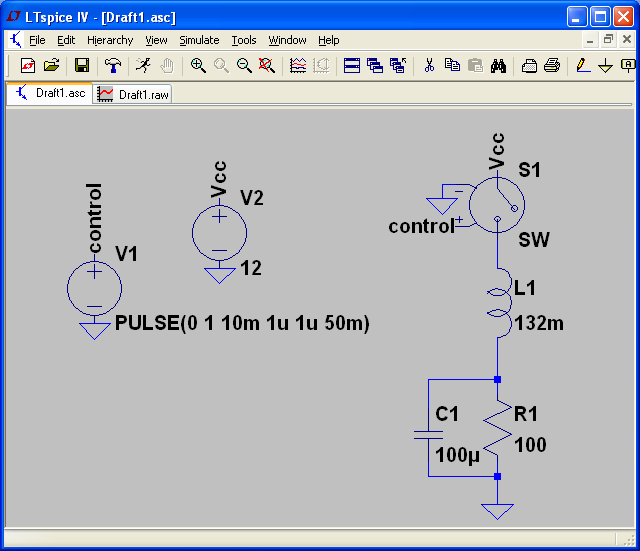 LTspice IV - [Draft1.asc]
File Edit Hierarchy View Simulate Tools Window Help
Draft1.asc Draft1.raw
control
V1
PULSE(0 1 10m 1u 1u 50m)
Vcc
V2
12
Vcc
S1
control
SW
L1
132m
C1
100µ
R1
100